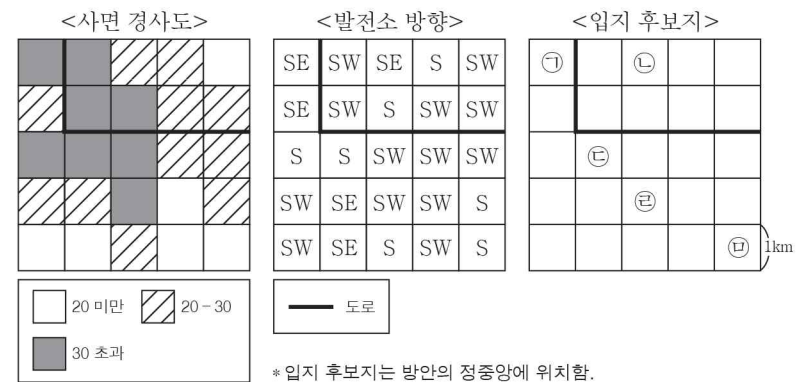 <사면 경사도> <발전소 방향> <입지 후보지>
SE SW SE S SW ㉠ ㉡
SE SW S SW SW
S S SW SW SW ㉢
SW SE SW SW S ㉣
SW SE S SW S ㉤ 1km
20 미만 20-30 도로
30 초과
*입지 후보지는 방안의 정중앙에 위치함.